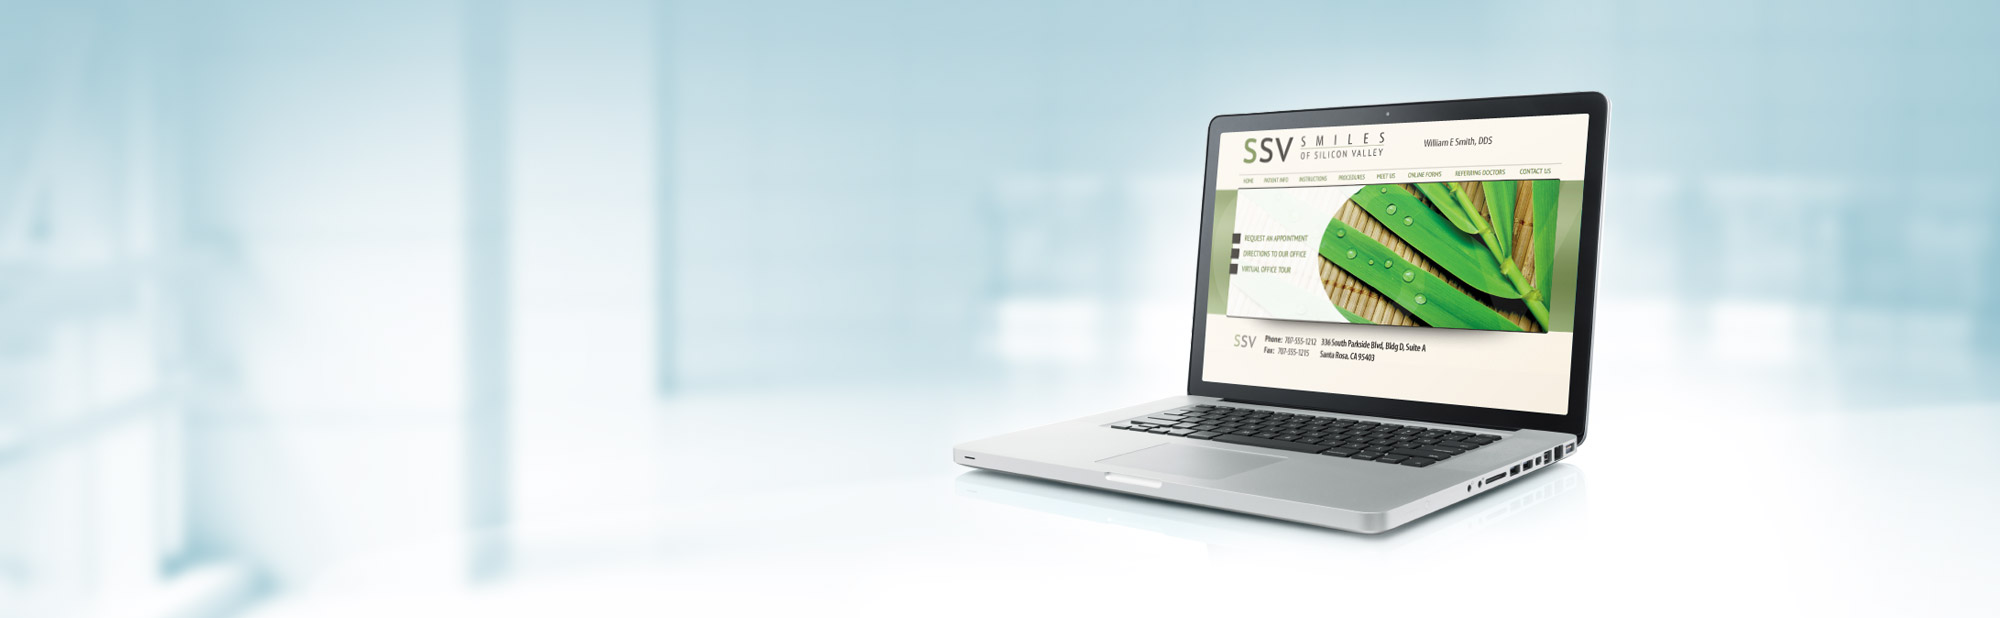 SSV SMILES
OF SILICON VALLEY
William E Smith, DDS
HOME PATIENT INFO INSTRUCTIONS PROCEDURES MEET US ONLINE FORMS REFERRING DOCTORS CONTACT US
REQUEST AN APPOINTMENT
DIRECTIONS TO OUR OFFICE
VIRTUAL OFFICE TOUR
SSV
Phone: 707-555-1212 336 South Parkside Blvd, Bldg D, Suite A
Fax: 707-555-1215 Santa Rosa, CA 95403